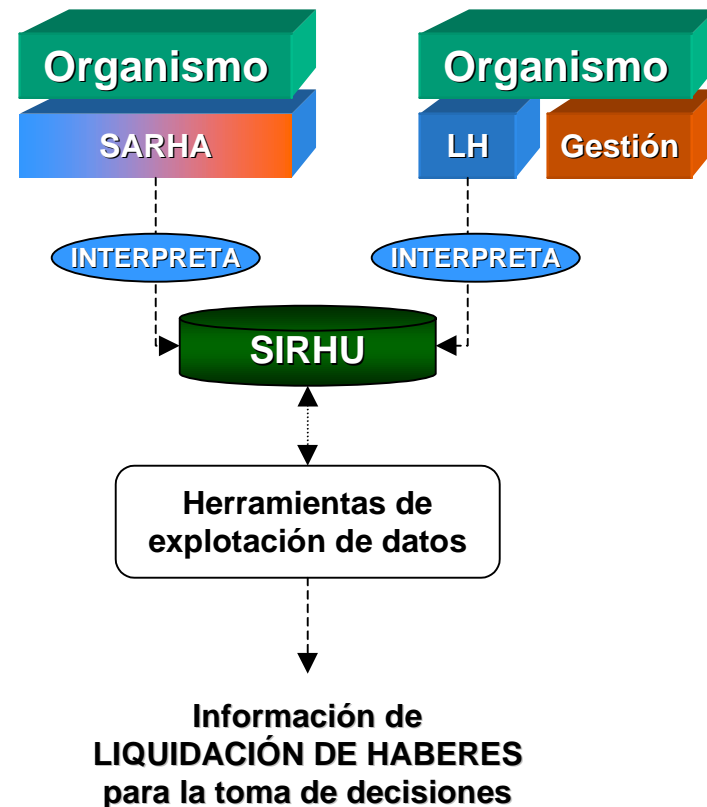 Organismo
Organismo
SARHA
LH
Gestión
INTERPRETA
INTERPRETA
SIRHU
Herramientas de
explotación de datos
Información de
LIQUIDACIÓN DE HABERES
para la toma de decisiones